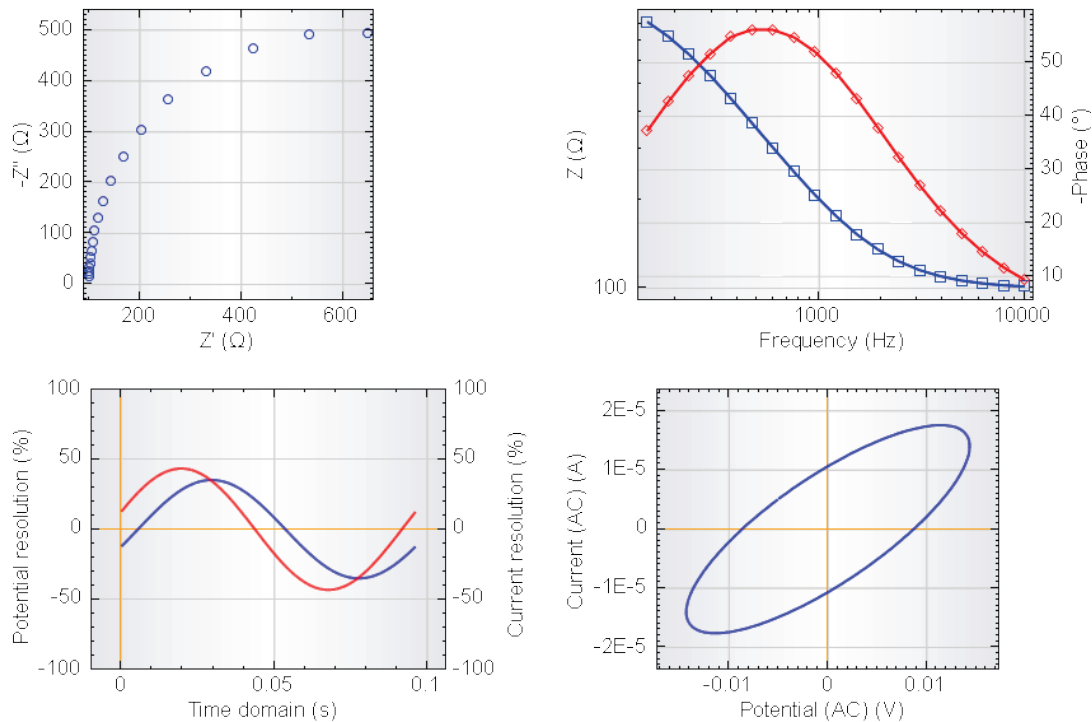 500
400
300
200
100
0
-Z'' (Ω)
200
400
600
Z' (Ω)
Z (Ω)
100
50
40
30
20
10
-Phase (°)
1000
10000
Frequency (Hz)
100
50
0
-50
-100
Potential resolution (%)
100
50
0
-50
-100
Current resolution (%)
0
0.05
0.1
Time domain (s)
2E-5
1E-5
0
-1E-5
-2E-5
Current (AC) (A)
-0.01
0
0.01
Potential (AC) (V)